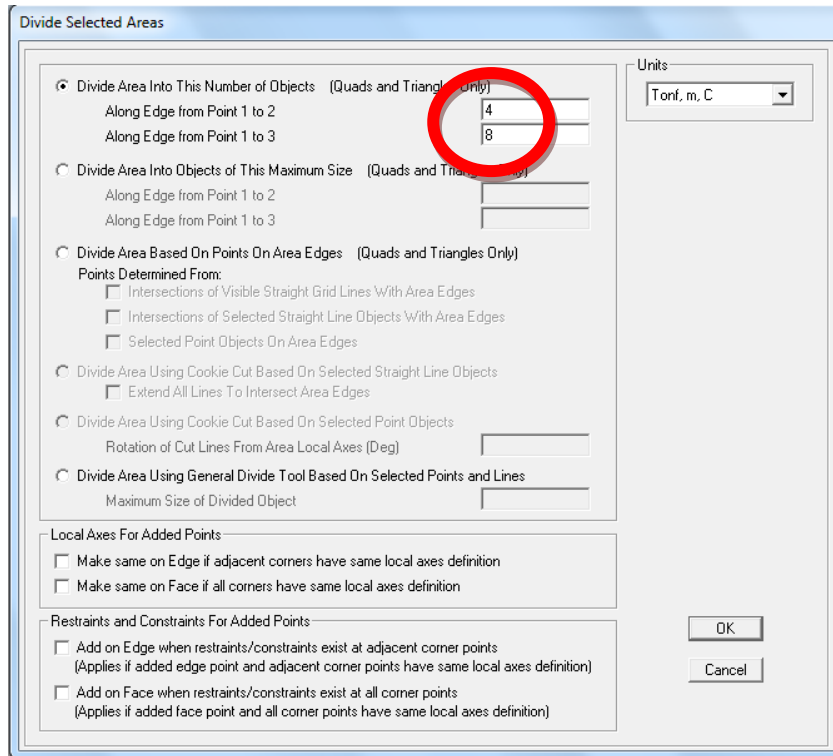 Divide Selected Areas
Divide Area Into This Number of Objects (Quads and Triangles Only)
Along Edge from Point 1 to 2 4
Along Edge from Point 1 to 3 8
Divide Area Into Objects of This Maximum Size (Quads and Triangles Only)
Along Edge from Point 1 to 2
Along Edge from Point 1 to 3
Divide Area Based On Points On Area Edges (Quads and Triangles Only)
Points Determined From:
Intersections of Visible Straight Grid Lines With Area Edges
Intersections of Selected Straight Line Objects With Area Edges
Selected Point Objects On Area Edges
Divide Area Using Cookie Cut Based On Selected Straight Line Objects
Extend All Lines To Intersect Area Edges
Divide Area Using Cookie Cut Based On Selected Point Objects
Rotation of Cut Lines From Area Local Axes (Deg)
Divide Area Using General Divide Tool Based On Selected Points and Lines
Maximum Size of Divided Object
Local Axes For Added Points
Make same on Edge if adjacent corners have same local axes definition
Make same on Face if all corners have same local axes definition
Restraints and Constraints For Added Points
Add on Edge when restraints/constraints exist at adjacent corner points
(Applies if added edge point and adjacent corner points have same local axes definition)
Add on Face when restraints/constraints exist at all corner points
(Applies if added face point and all corner points have same local axes definition)
Units
Tonf, m, C
OK
Cancel